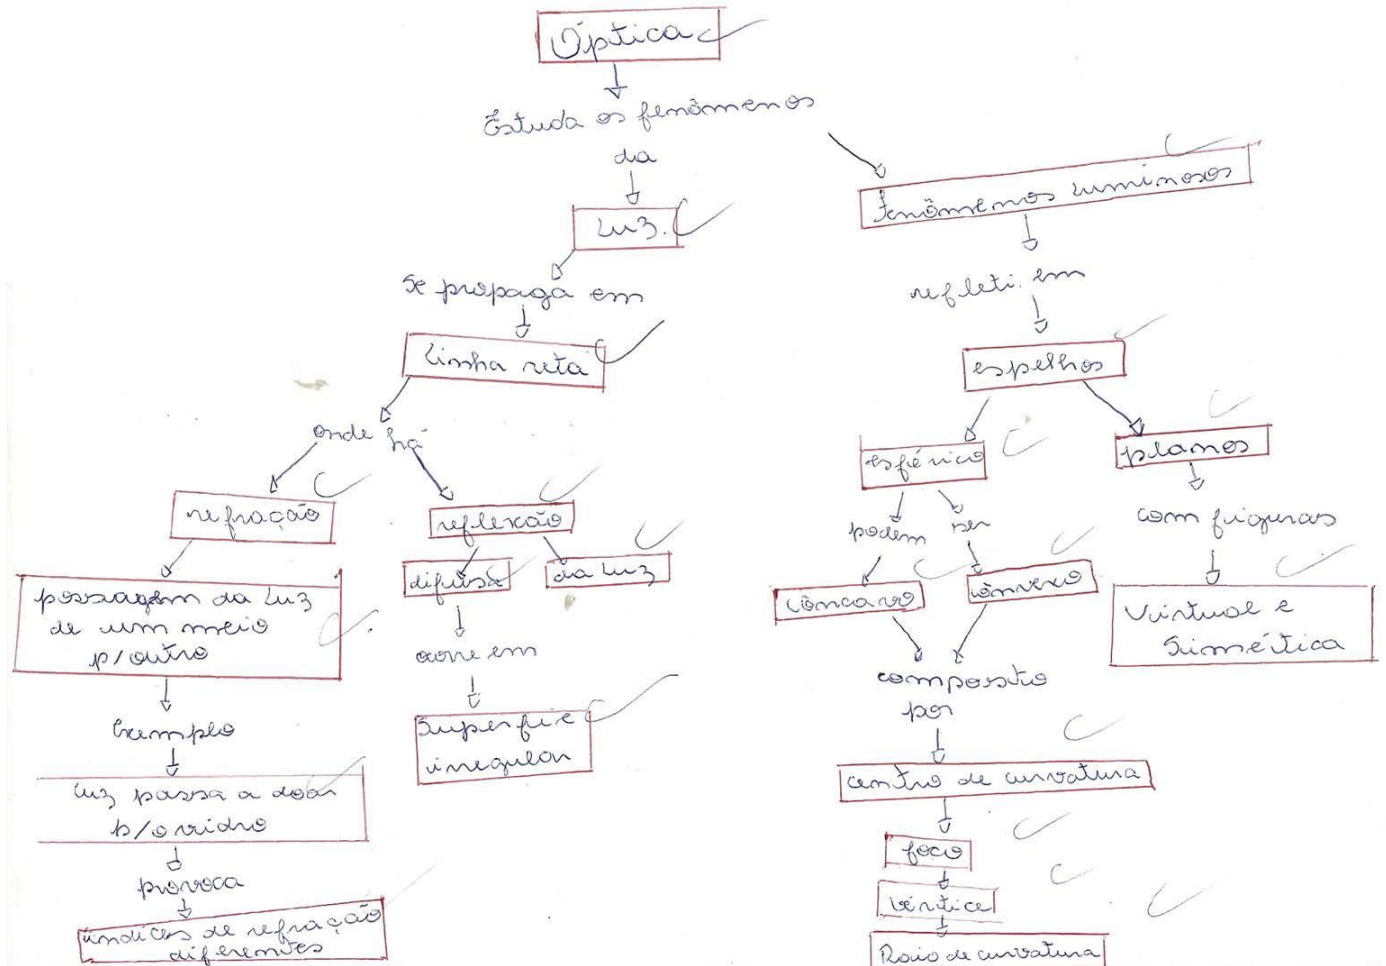 Óptica
Estuda os fenômenos
da
Luz.
Se propaga em
Linha reta
onde há
refração
passagem da Luz
de um meio
p/outro
Exemplo
luz passa a doar
p/o vidro
provoca
índices de refração
diferentes
reflexão
difusa
da Luz
ocorre em
Superfície
irregular
Fenômenos Luminosos
refleti. em
espelhos
esférico
podem ser
côncavo
cônvexo
composto
por
centro de curvatura
foco
Vértice
Raio de curvatura
planos
com figuras
Virtual e
Simética